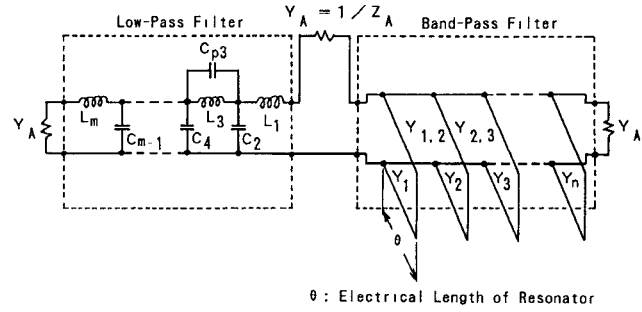 Low-Pass Filter
Y_A = 1 / Z_A
Band-Pass Filter
C_p3
L_m
L_3
L_1
Y_A
C_m-1
C_4
C_2
Y_1,2
Y_2,3
Y_A
Y_1
Y_2
Y_3
Y_n
θ
θ : Electrical Length of Resonator